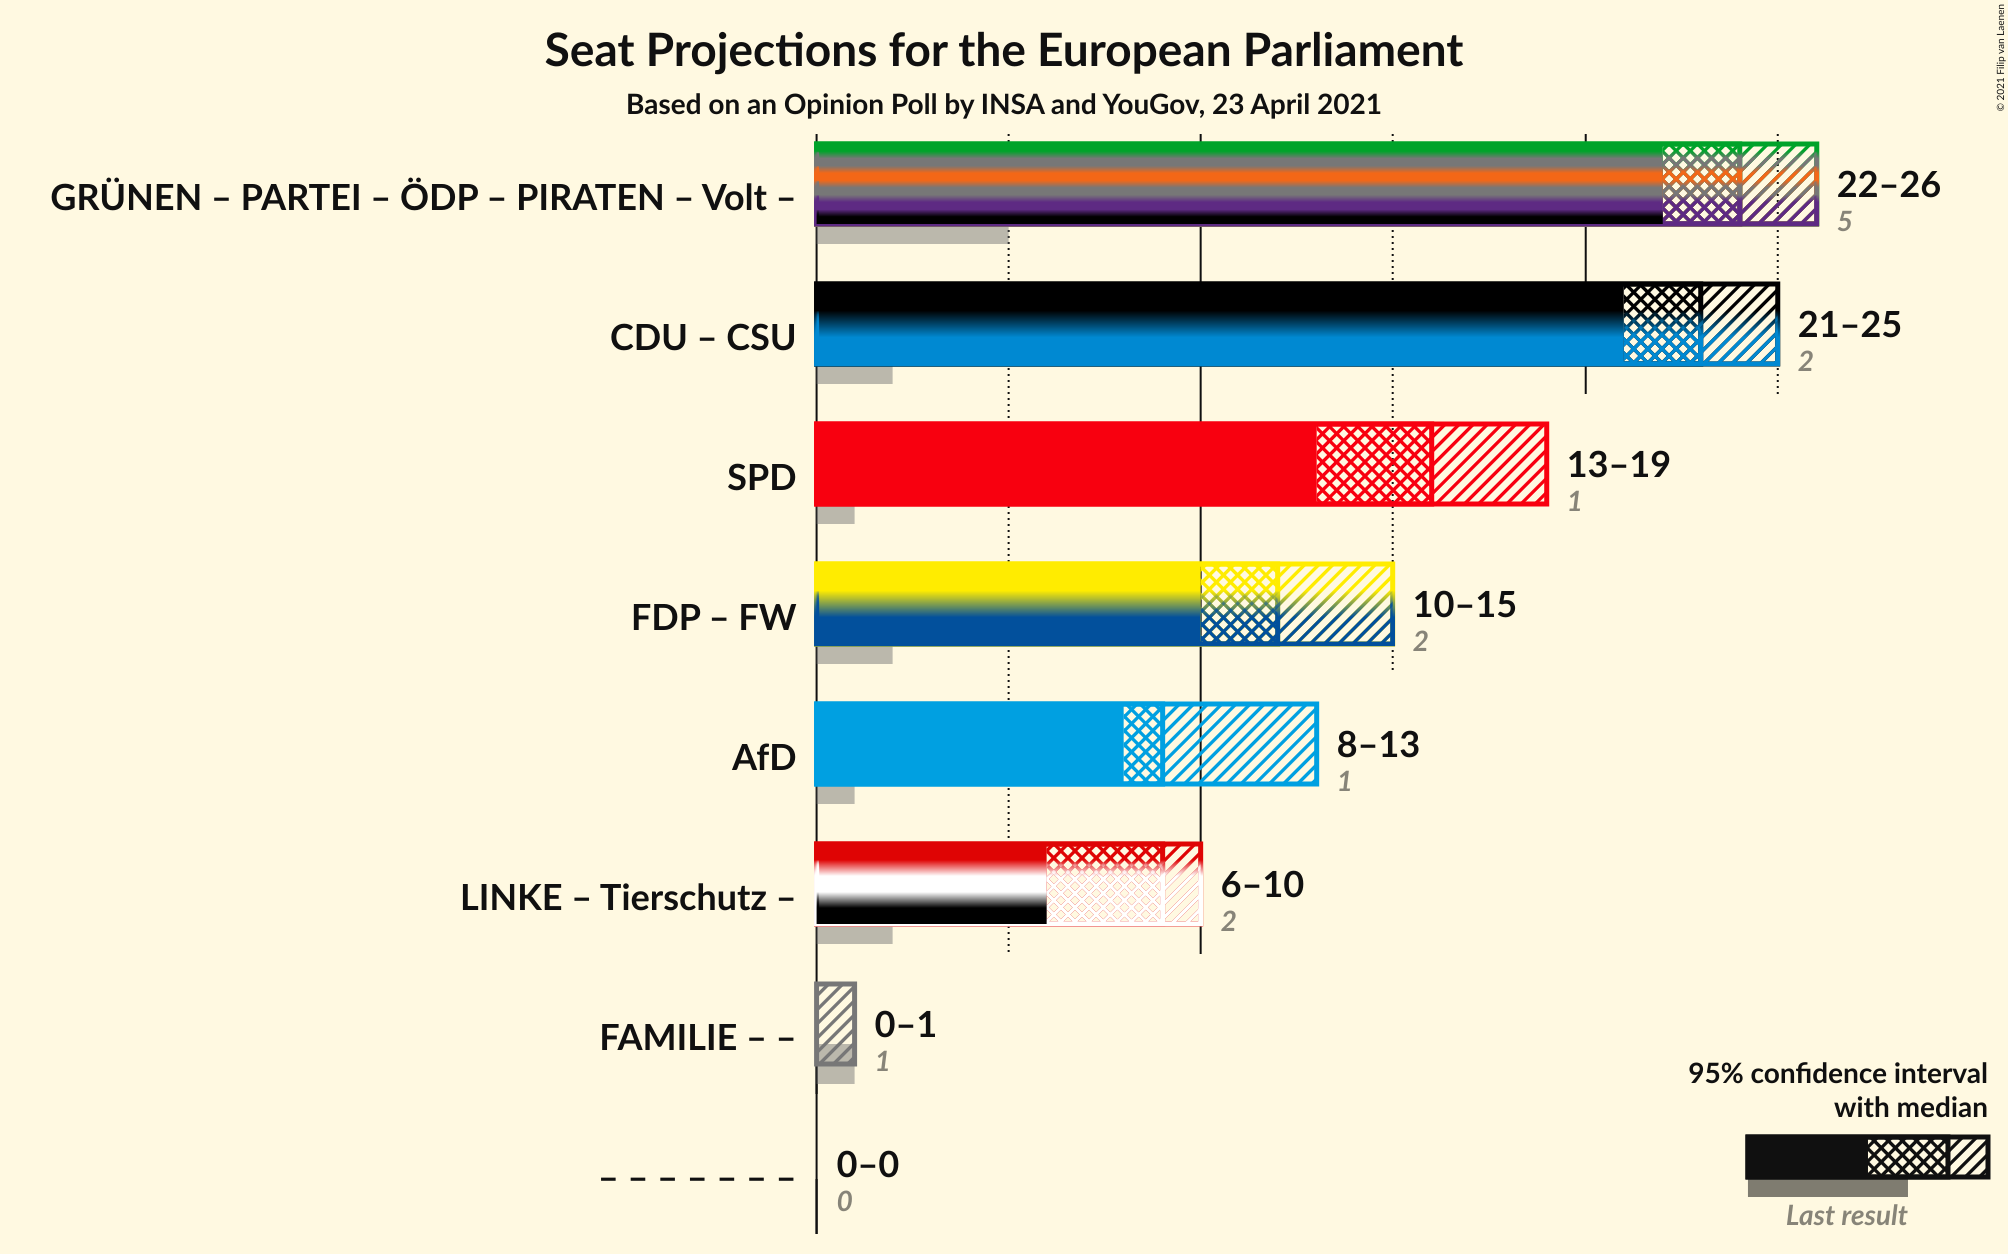 Seat Projections for the European Parliament
Based on an Opinion Poll by INSA and YouGov, 23 April 2021
© 2021 Filip van Laenen
GRÜNEN – PARTEI – ÖDP – PIRATEN – Volt –
22–26
5
CDU – CSU
21–25
2
SPD
13–19
1
FDP – FW
10–15
2
AfD
8–13
1
LINKE – Tierschutz –
6–10
2
FAMILIE – –
0–1
1
– – – – – – –
0–0
0
95% confidence interval
with median
Last result